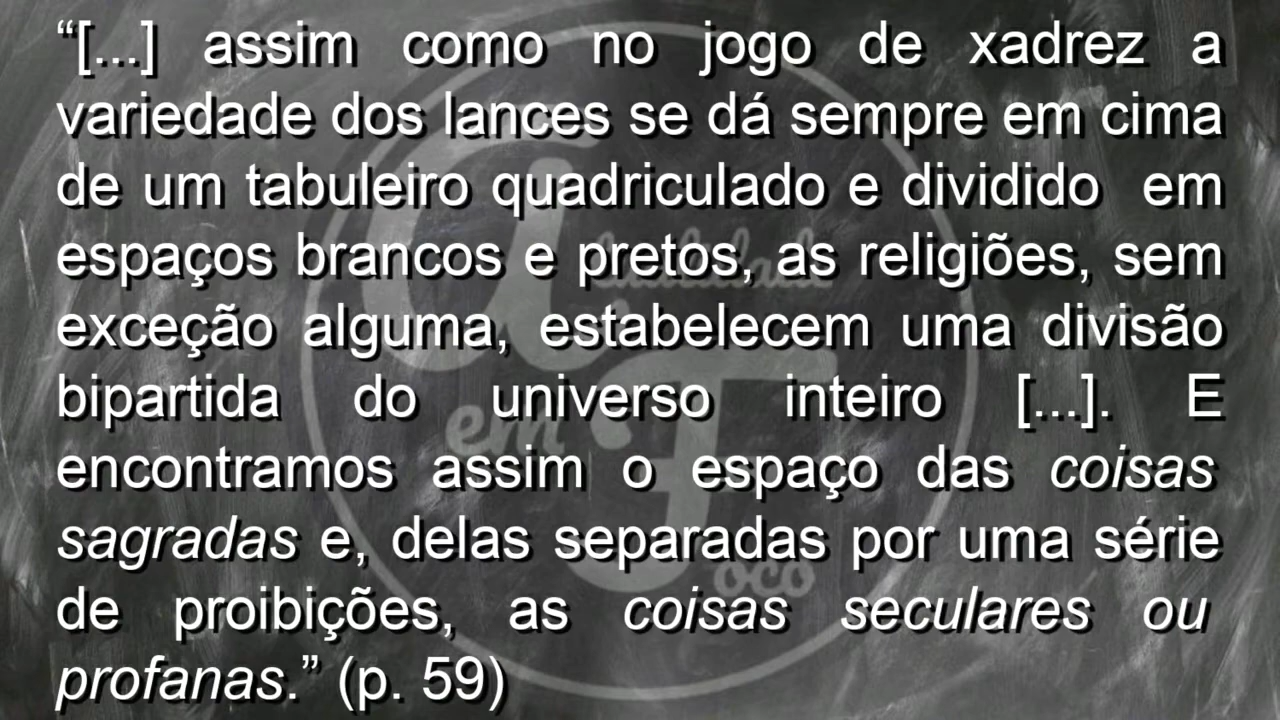 “[...] assim como no jogo de xadrez a
variedade dos lances se dá sempre em cima
de um tabuleiro quadriculado e dividido em
espaços brancos e pretos, as religiões, sem
exceção alguma, estabelecem uma divisão
bipartida do universo inteiro [...]. E
encontramos assim o espaço das coisas
sagradas e, delas separadas por uma série
de proibições, as coisas seculares ou
profanas.” (p. 59)
em
oco